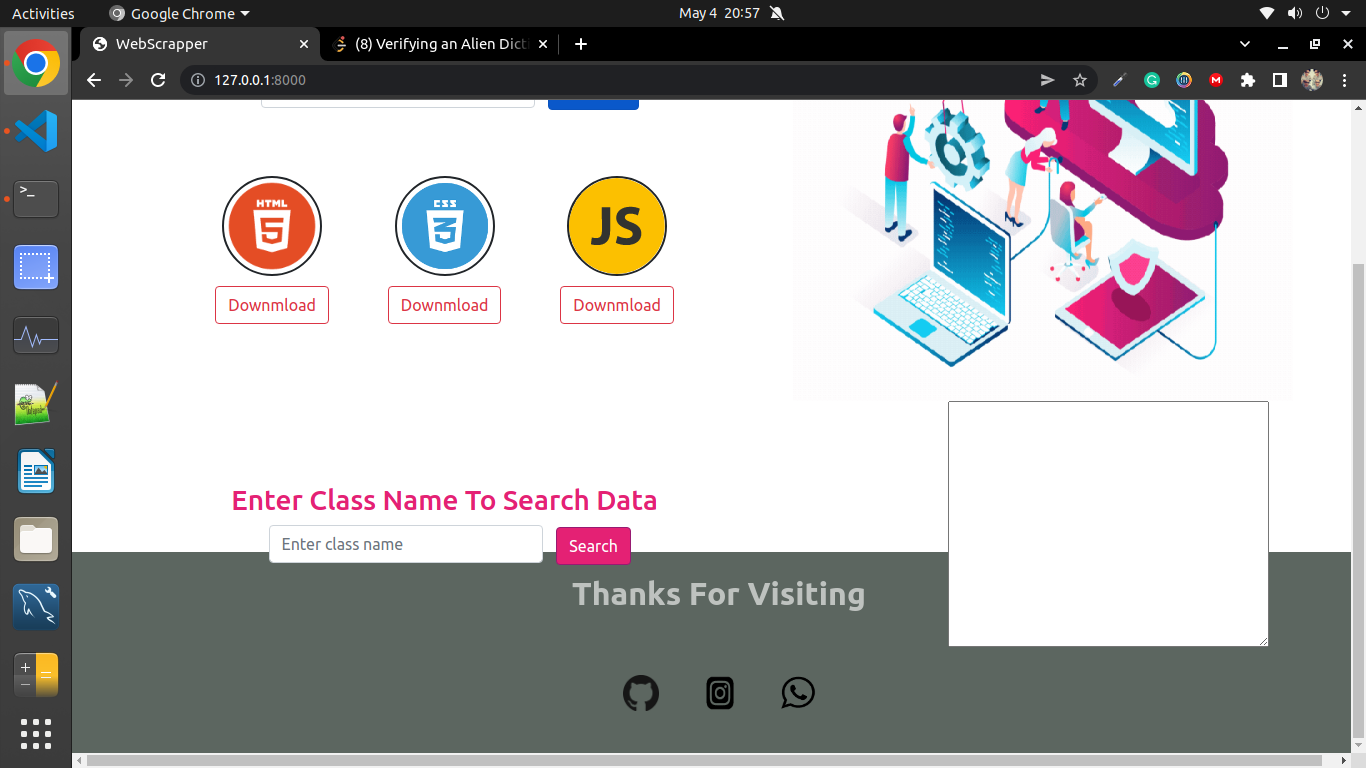 Activities
Google Chrome
May 4 20:57
WebScrapper
(8) Verifying an Alien Dicti
127.0.0.1:8000
HTML
5
CSS
3
JS
Downmload
Downmload
Downmload
Enter Class Name To Search Data
Enter class name
Search
Thanks For Visiting